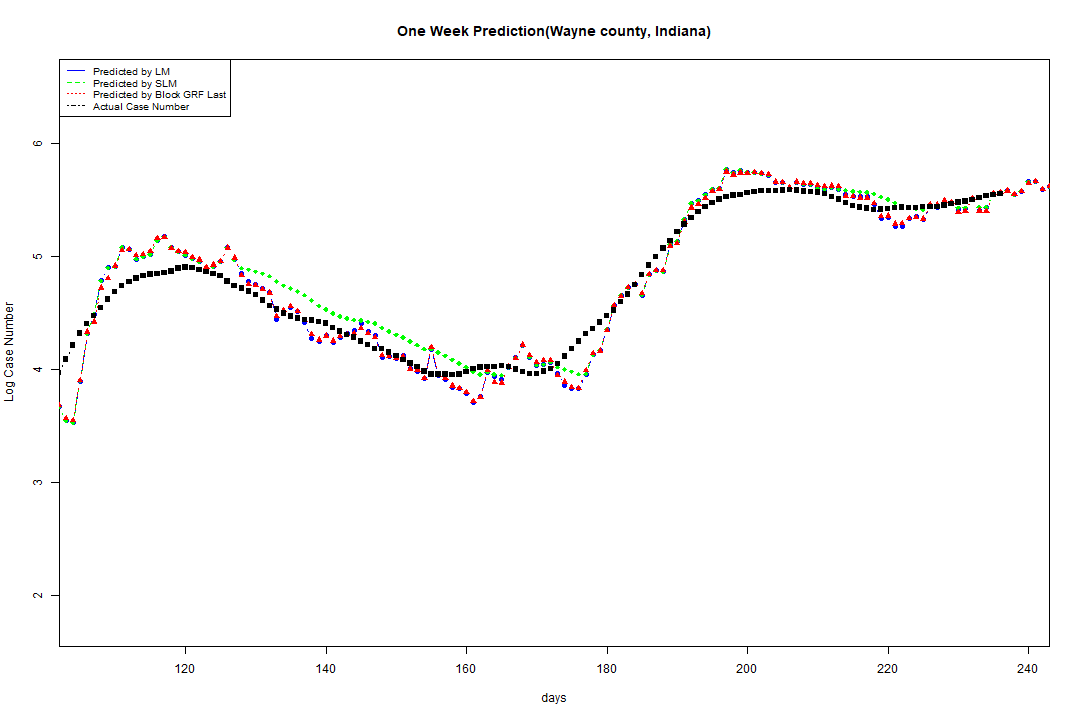 One Week Prediction(Wayne county, Indiana)
Predicted by LM
Predicted by SLM
Predicted by Block GRF Last
Actual Case Number
6
5
4
3
2
Log Case Number
120 140 160 180 200 220 240
days